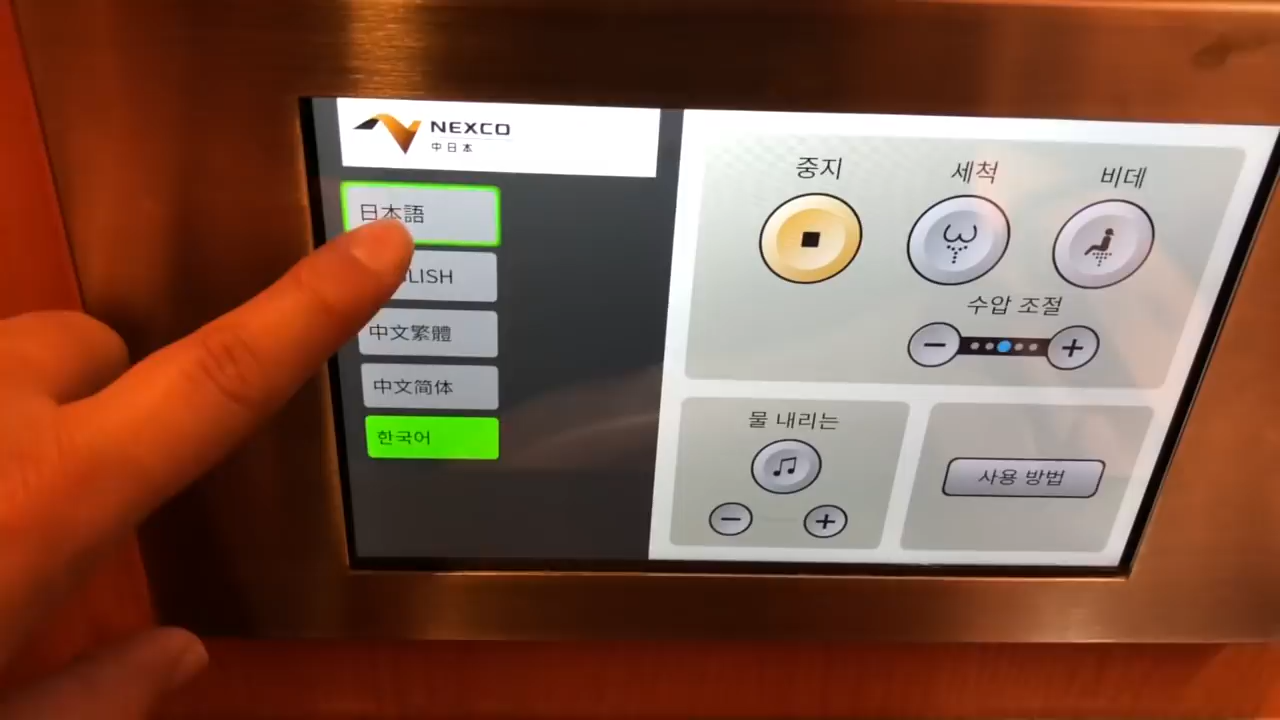 NEXCO
中日本
日本語
LISH
中文繁體
中文简体
한국어
중지
세척
비데
수압 조절
물 내리는
사용 방법